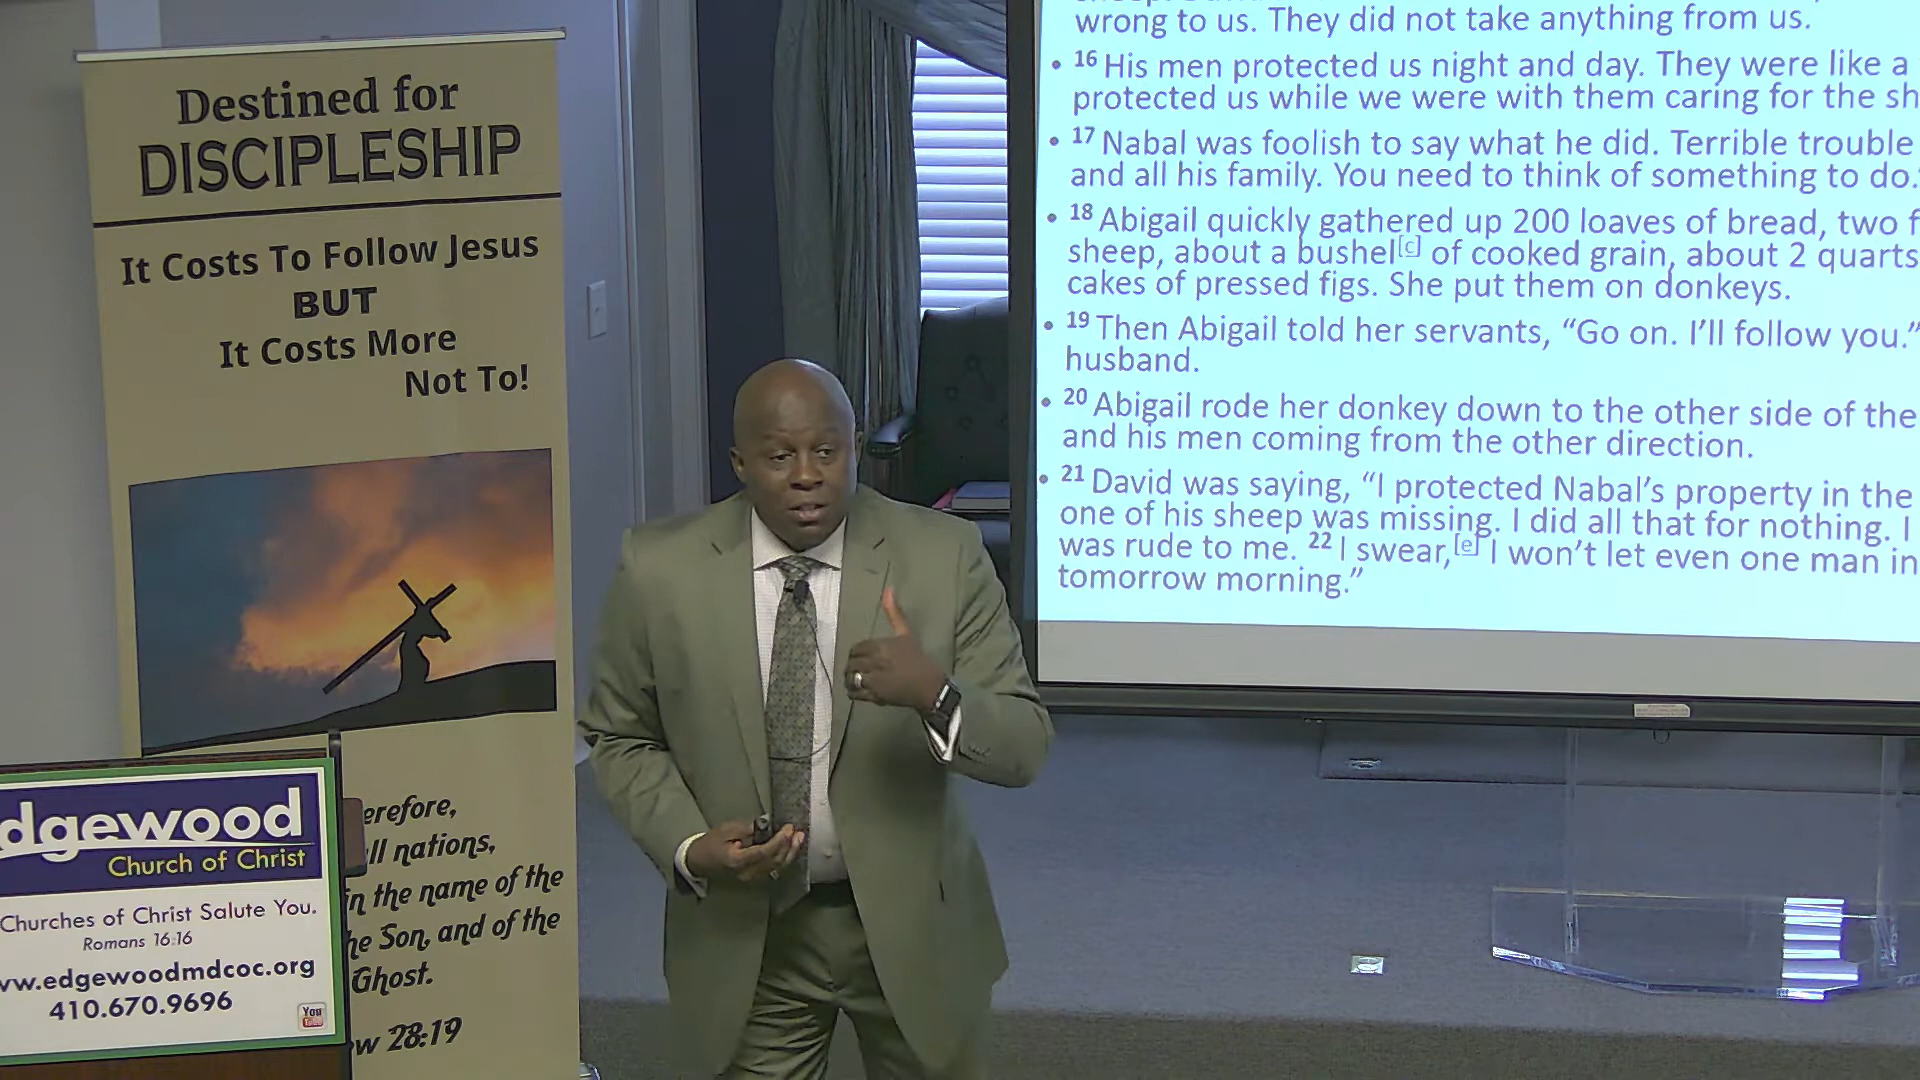 Destined for
DISCIPLESHIP
It Costs To Follow Jesus
BUT
It Costs More
Not To!
erefore,
ll nations,
in the name of the
he Son, and of the
Ghost.
w 28:19
dgewood
Church of Christ
Churches of Christ Salute You.
Romans 16:16
w.edgewoodmdcoc.org
410.670.9696
You
wrong to us. They did not take anything from us.
• 16 His men protected us night and day. They were like a
protected us while we were with them caring for the sh
• 17 Nabal was foolish to say what he did. Terrible trouble
and all his family. You need to think of something to do.
• 18 Abigail quickly gathered up 200 loaves of bread, two f
sheep, about a bushel[c] of cooked grain, about 2 quarts
cakes of pressed figs. She put them on donkeys.
• 19 Then Abigail told her servants, “Go on. I’ll follow you.”
husband.
• 20 Abigail rode her donkey down to the other side of the
and his men coming from the other direction.
• 21 David was saying, “I protected Nabal’s property in the
one of his sheep was missing. I did all that for nothing. I
was rude to me. 22 I swear,[e] I won’t let even one man in
tomorrow morning.”